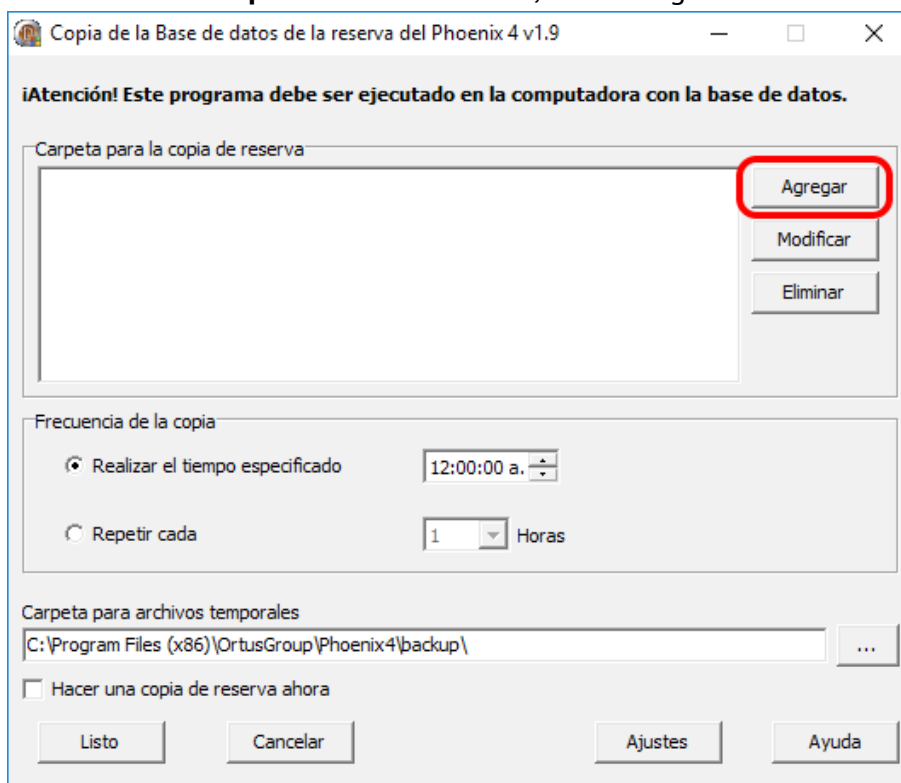 Copia de la Base de datos de la reserva del Phoenix 4 v1.9
¡Atención! Este programa debe ser ejecutado en la computadora con la base de datos.
Carpeta para la copia de reserva
Agregar
Modificar
Eliminar
Frecuencia de la copia
Realizar el tiempo especificado 12:00:00 a.
Repetir cada 1 Horas
Carpeta para archivos temporales
C:\Program Files (x86)\OrtusGroup\Phoenix4\backup\ ...
Hacer una copia de reserva ahora
Listo Cancelar Ajustes Ayuda